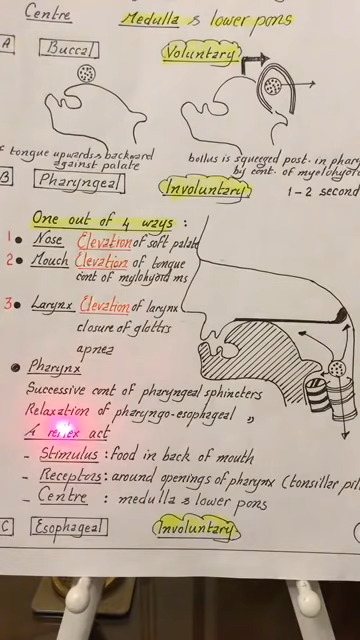 Centre Medulla & lower pons
A Buccal Voluntary
tongue upwards & backward
against palate
bollus is squeezed post. in phar
by cont. of mylohyoid
B Pharyngeal Involuntary 1-2 second
One out of 4 ways :
1 • Nose Elevation of soft palate
2 • Mouth Elevation of tongue
cont of mylohyoid ms
3 • Larynx Elevation of larynx
closure of glottis
apnea
• Pharynx
Successive cont of pharyngeal sphincters
Relaxation of pharyngo-esophageal "
reflex act
- Stimulus : food in back of mouth
- Receptors : around openings of pharynx (tonsillar pil
- Centre : medulla & lower pons
C Esophageal Involuntary